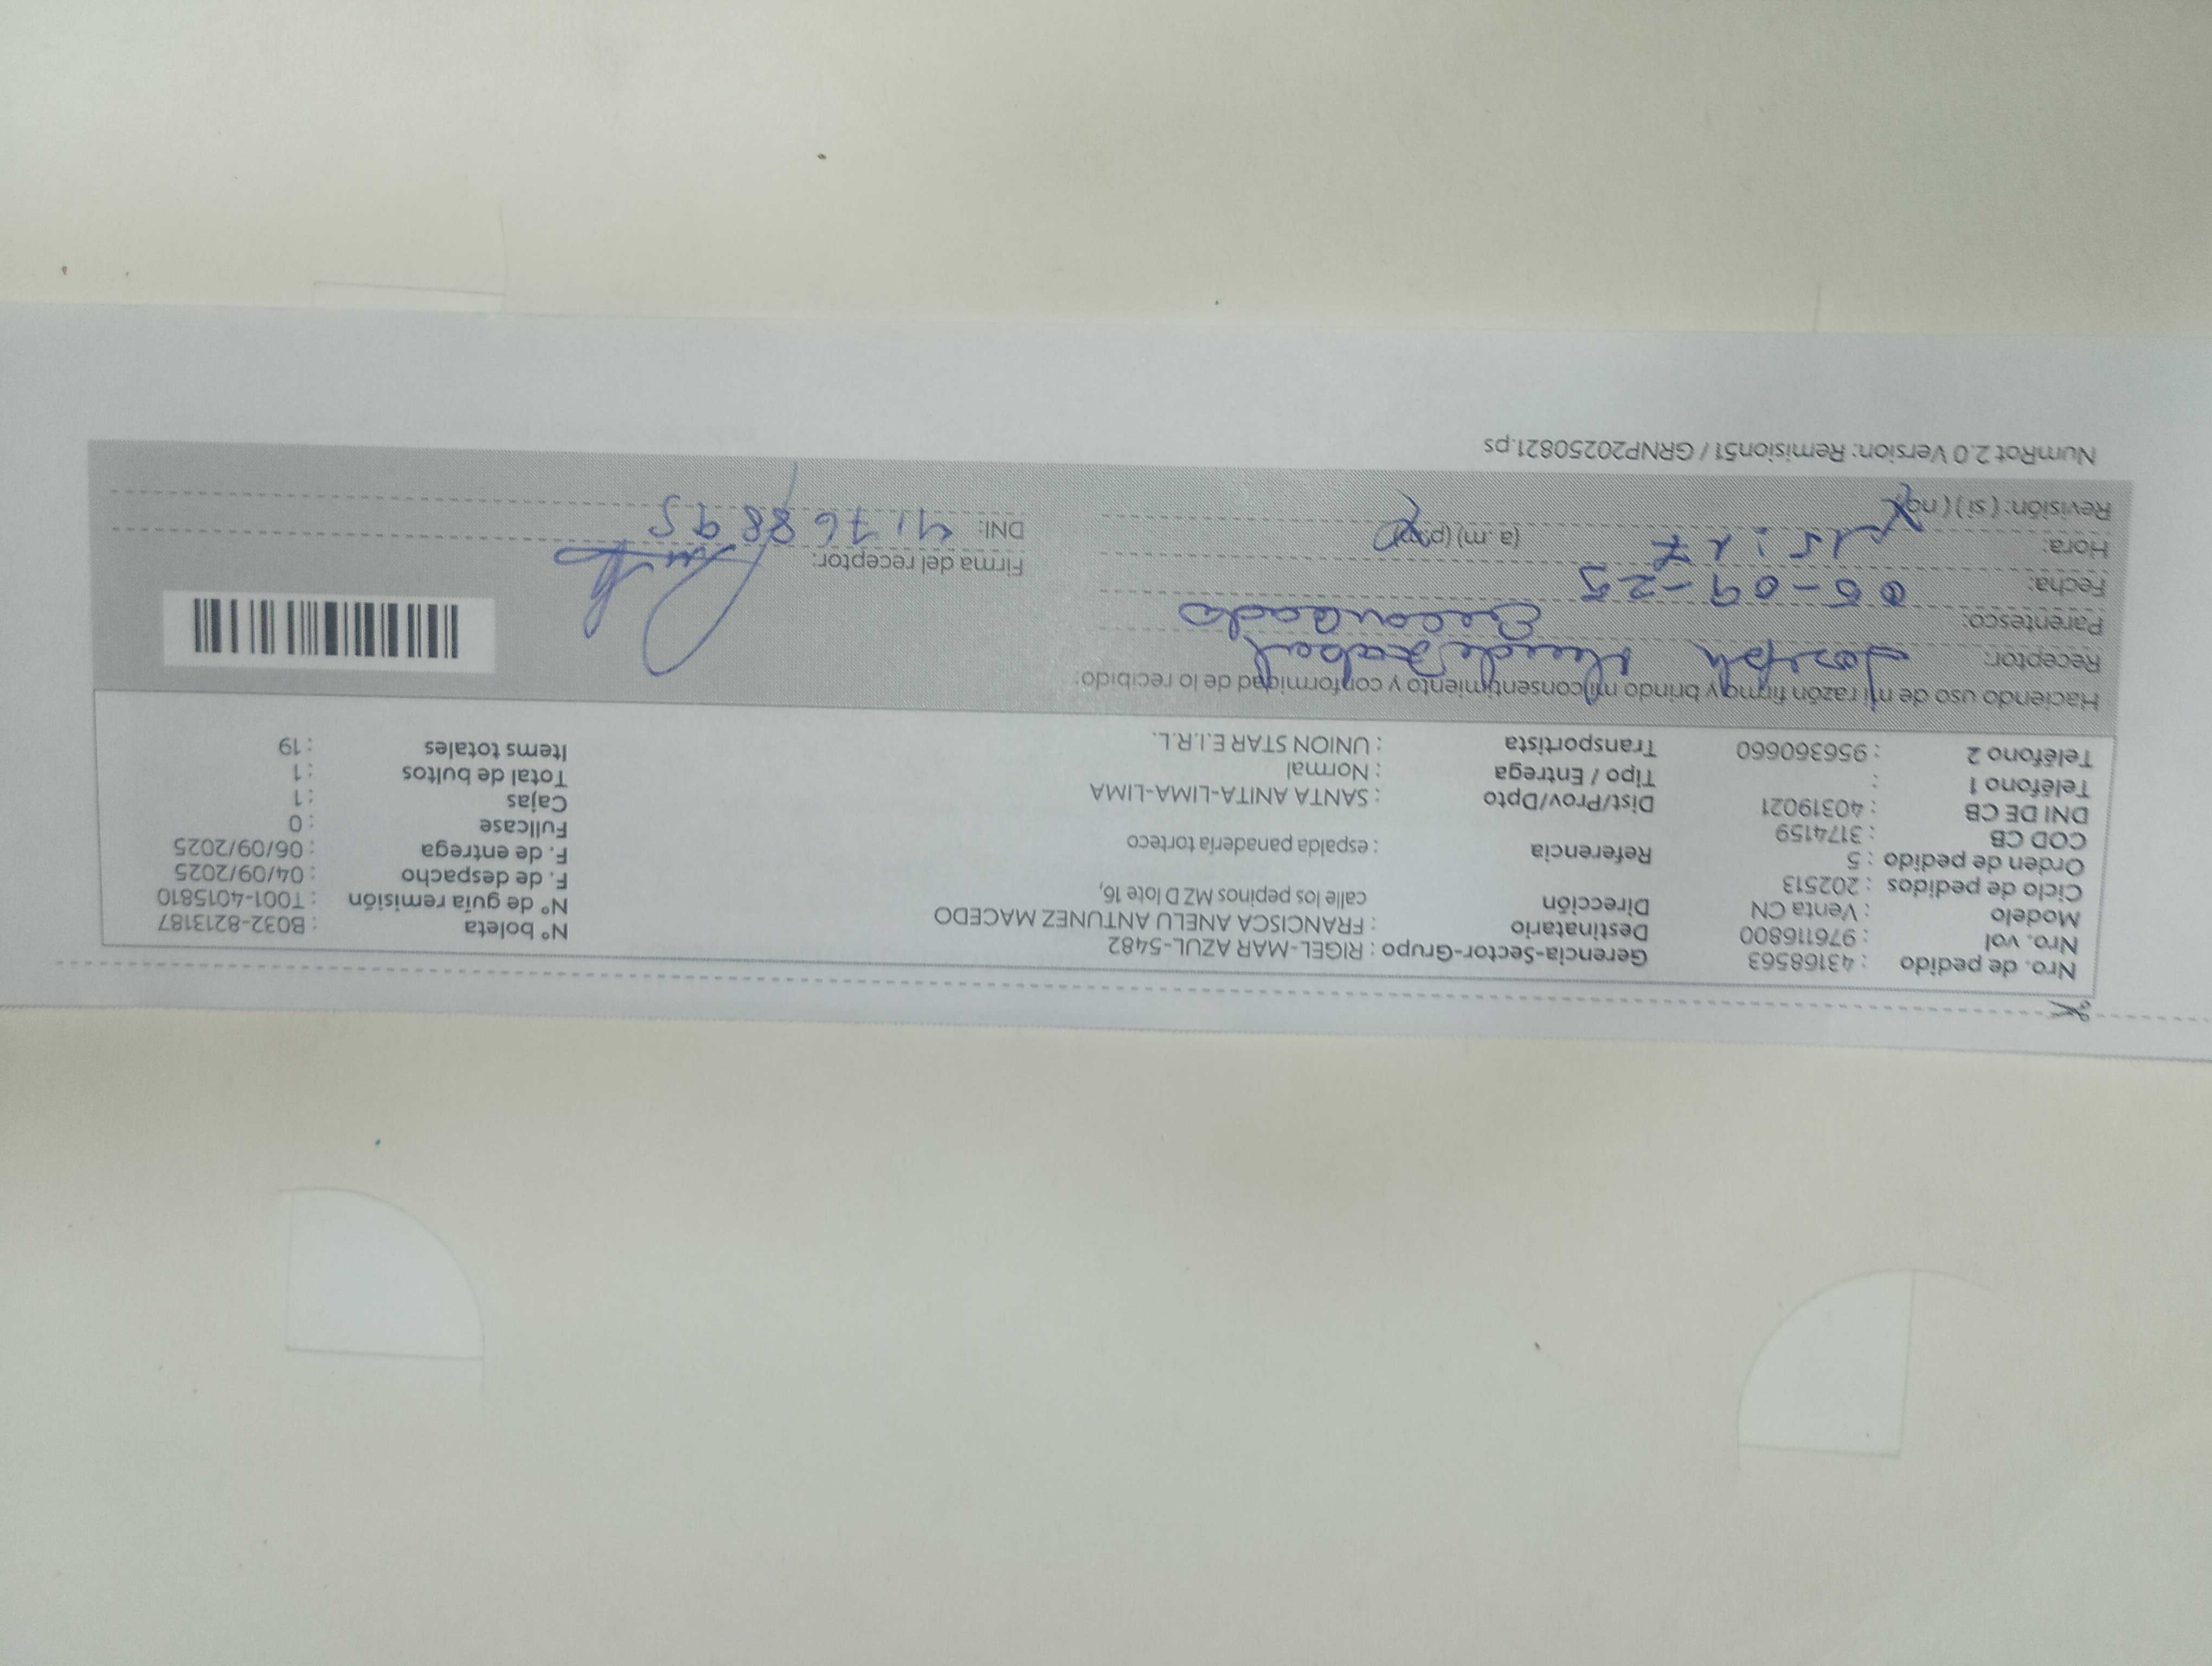 Nro. de pedido : 43168563 Gerencia-Sector-Grupo : RIGEL-MAR AZUL-5482 N° boleta : B032-8213187
Nro. vol : 976116800 Destinatario : FRANCISCA ANELU ANTUNEZ MACEDO N° de guía remisión : T001-4015810
Modelo : Venta CN Dirección calle los pepinos MZ D lote 16, F. de despacho : 04/09/2025
Ciclo de pedidos : 202513 F. de entrega : 06/09/2025
Orden de pedido : 5 Referencia : espalda panadería torteco Fullcase : 0
COD CB : 3174159 Cajas : 1
DNI DE CB : 40319021 Dist/Prov/Dpto : SANTA ANITA-LIMA-LIMA Total de bultos : 1
Teléfono 1 : Tipo / Entrega : Normal Items totales : 19
Teléfono 2 : 956360660 Transportista : UNION STAR E.I.R.L.
Haciendo uso de mi razón firmo y brindo mi consentimiento y conformidad de lo recibido:
Receptor: Joseph
Parentesco: Encargado
Fecha: 05-09-25 Firma del receptor:
Hora: 15:17 (a.m) (p.m) DNI: 41768895
Revisión: (si) (no)
NumRot 2.0 Version: Remision51 / GRNP20250821.ps